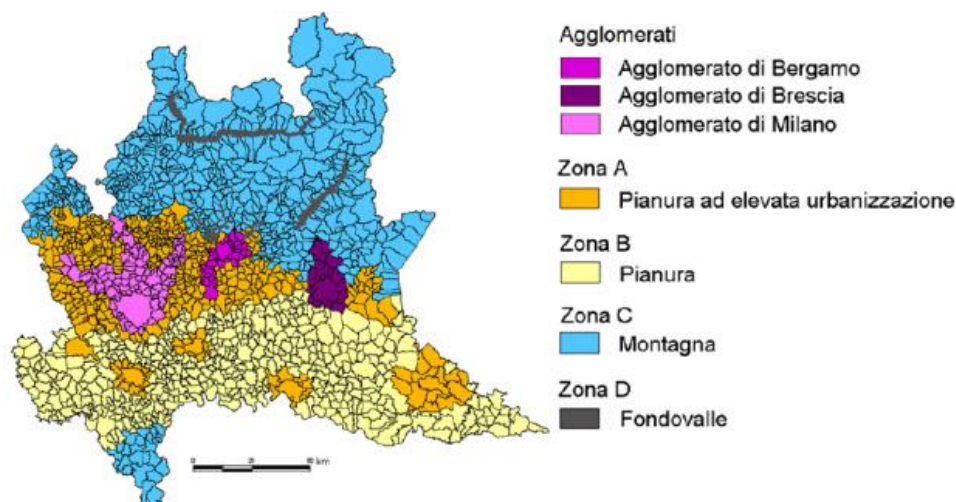 Agglomerati
Agglomerato di Bergamo
Agglomerato di Brescia
Agglomerato di Milano
Zona A
Pianura ad elevata urbanizzazione
Zona B
Pianura
Zona C
Montagna
Zona D
Fondovalle
0
km